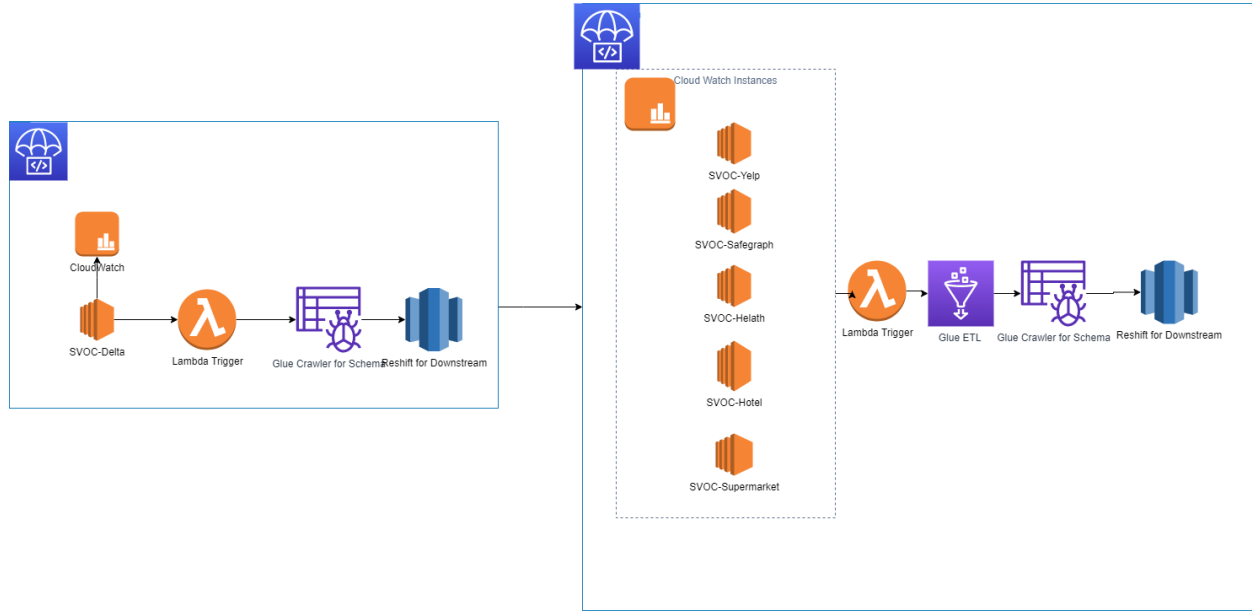 CloudWatch
SVOC-Delta
Lambda Trigger
Glue Crawler for Schema
Reshift for Downstream
Cloud Watch Instances
SVOC-Yelp
SVOC-Safegraph
SVOC-Helath
SVOC-Hotel
SVOC-Supermarket
Lambda Trigger
Glue ETL
Glue Crawler for Schema
Reshift for Downstream